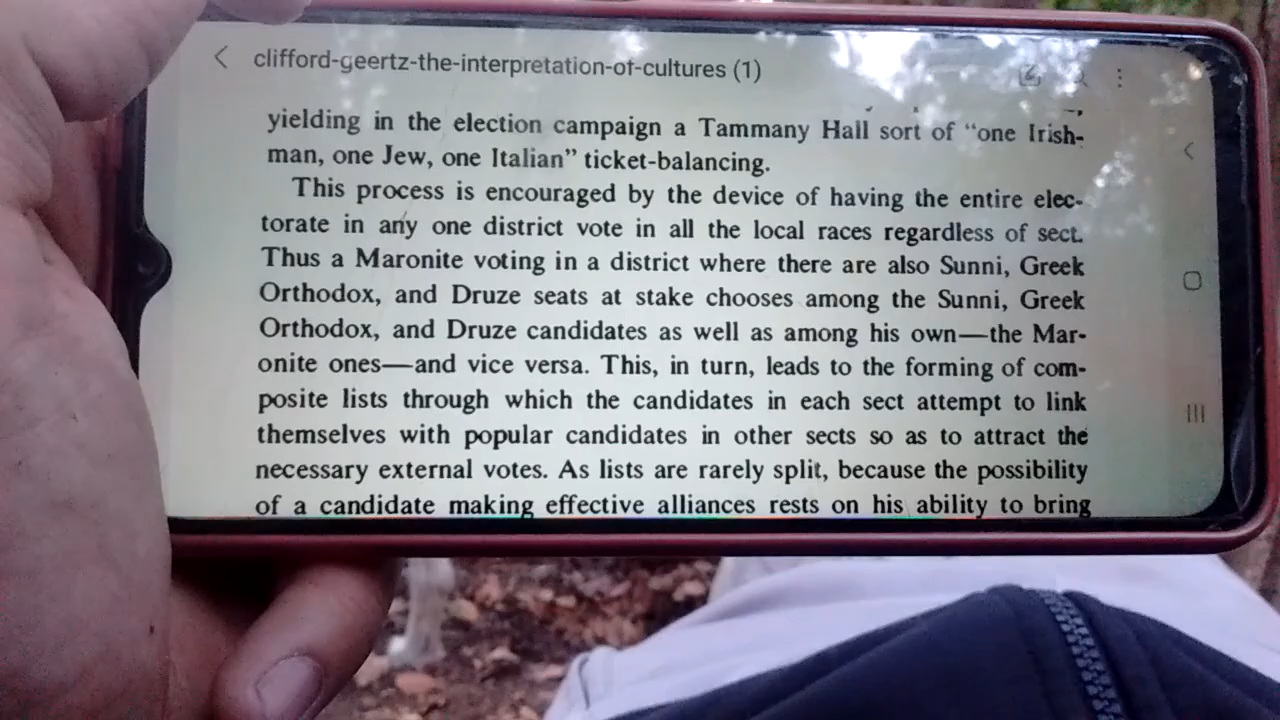 clifford-geertz-the-interpretation-of-cultures (1)
yielding in the election campaign a Tammany Hall sort of “one Irish-
man, one Jew, one Italian” ticket-balancing.
This process is encouraged by the device of having the entire elec-
torate in any one district vote in all the local races regardless of sect.
Thus a Maronite voting in a district where there are also Sunni, Greek
Orthodox, and Druze seats at stake chooses among the Sunni, Greek
Orthodox, and Druze candidates as well as among his own—the Mar-
onite ones—and vice versa. This, in turn, leads to the forming of com-
posite lists through which the candidates in each sect attempt to link
themselves with popular candidates in other sects so as to attract the
necessary external votes. As lists are rarely split, because the possibility
of a candidate making effective alliances rests on his ability to bring